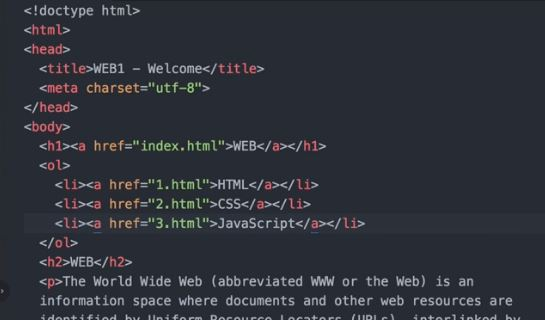 <!doctype html>
<html>
<head>
<title>WEB1 - Welcome</title>
<meta charset="utf-8">
</head>
<body>
<h1><a href="index.html">WEB</a></h1>
<ol>
<li><a href="1.html">HTML</a></li>
<li><a href="2.html">CSS</a></li>
<li><a href="3.html">JavaScript</a></li>
</ol>
<h2>WEB</h2>
<p>The World Wide Web (abbreviated WWW or the Web) is an
information space where documents and other web resources are
identified by Uniform Resource Locators (URLs), interlinked by